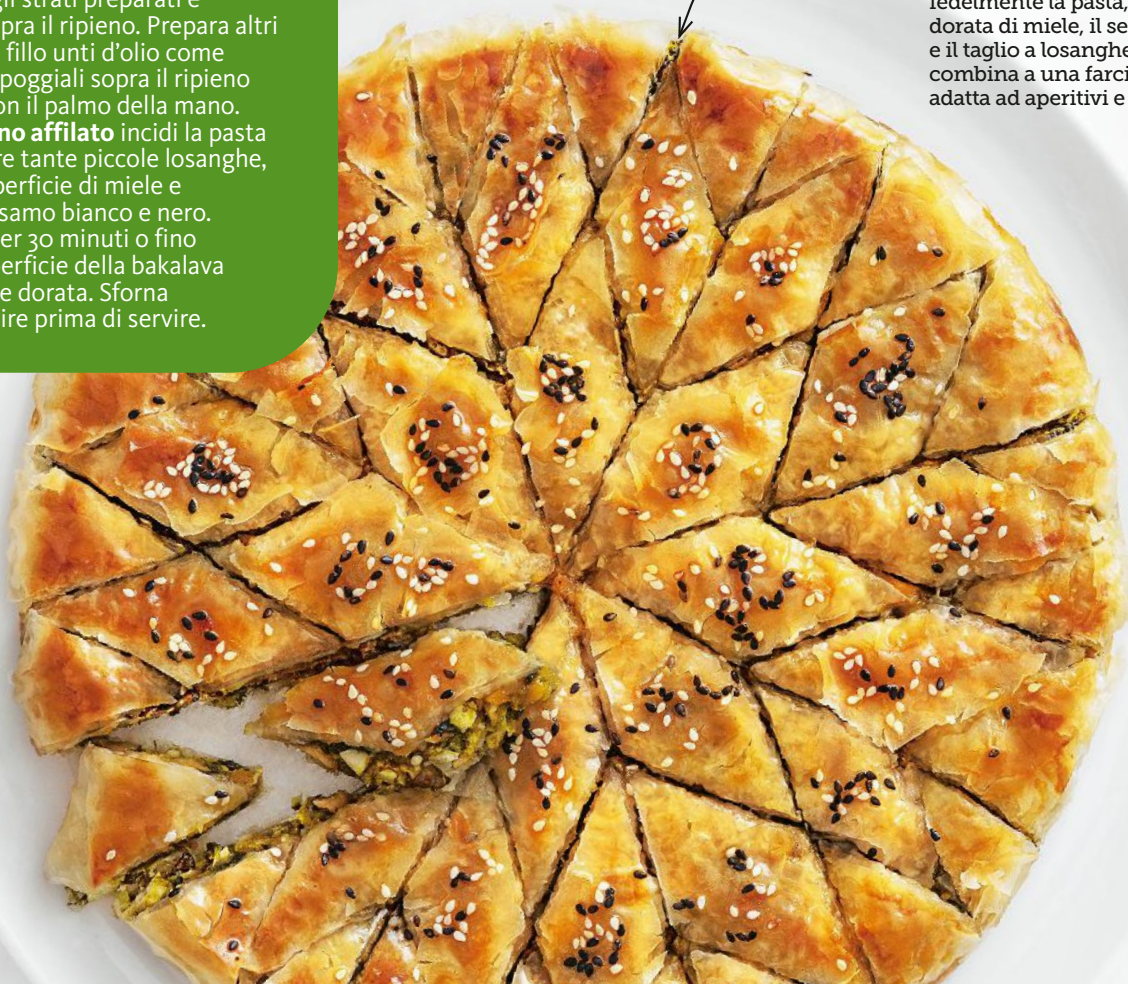 gli strati preparati e
pra il ripieno. Prepara altri
fillo unti d'olio come
poggiali sopra il ripieno
on il palmo della mano.
no affilato incidi la pasta
re tante piccole losanghe,
perficie di miele e
samo bianco e nero.
er 30 minuti o fino
perficie della bakalava
e dorata. Sforna
ire prima di servire.
fedelmente la pasta,
dorata di miele, il se
e il taglio a losanghe
combina a una farci
adatta ad aperitivi e